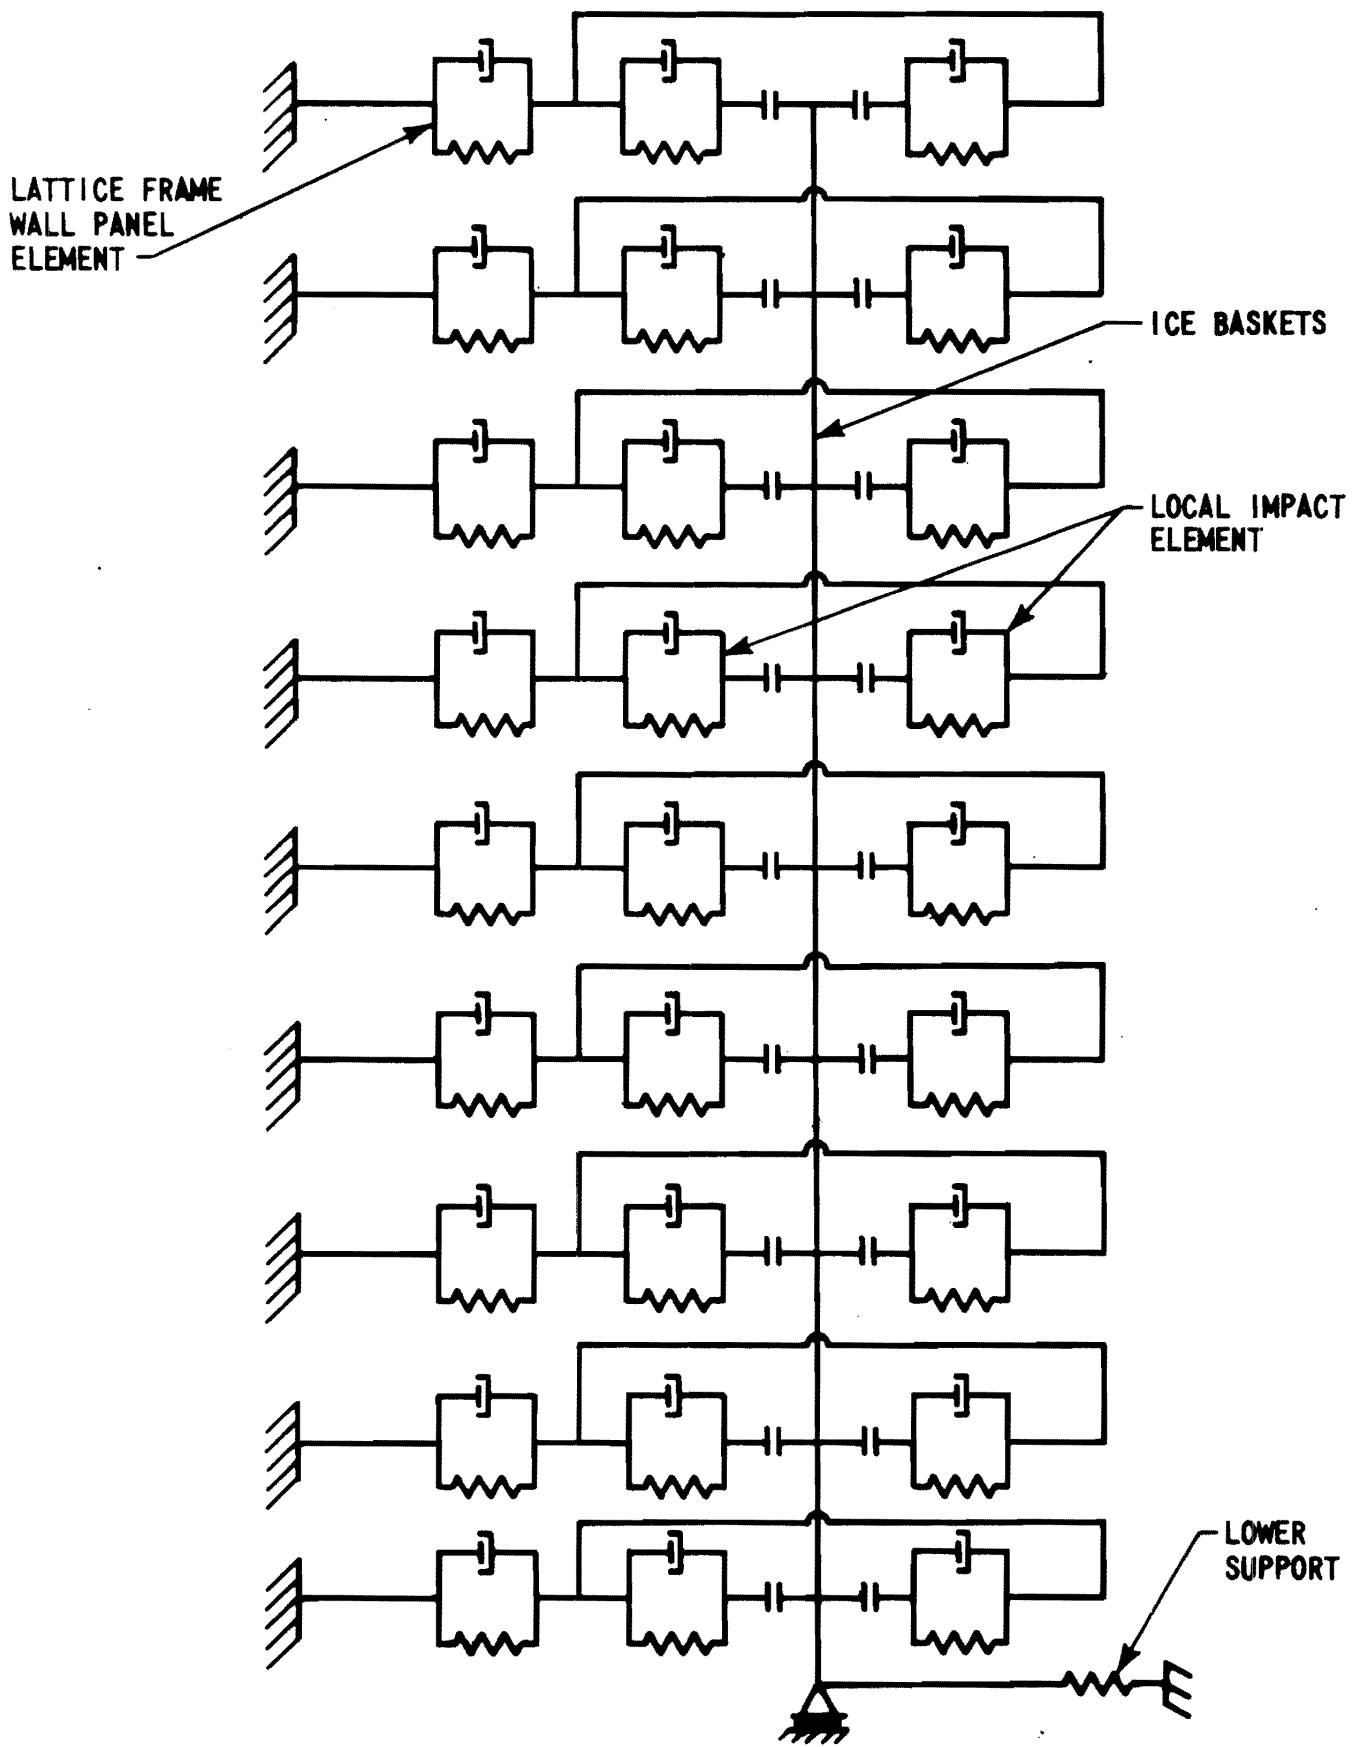 LATTICE FRAME
WALL PANEL
ELEMENT
ICE BASKETS
LOCAL IMPACT
ELEMENT
LOWER
SUPPORT